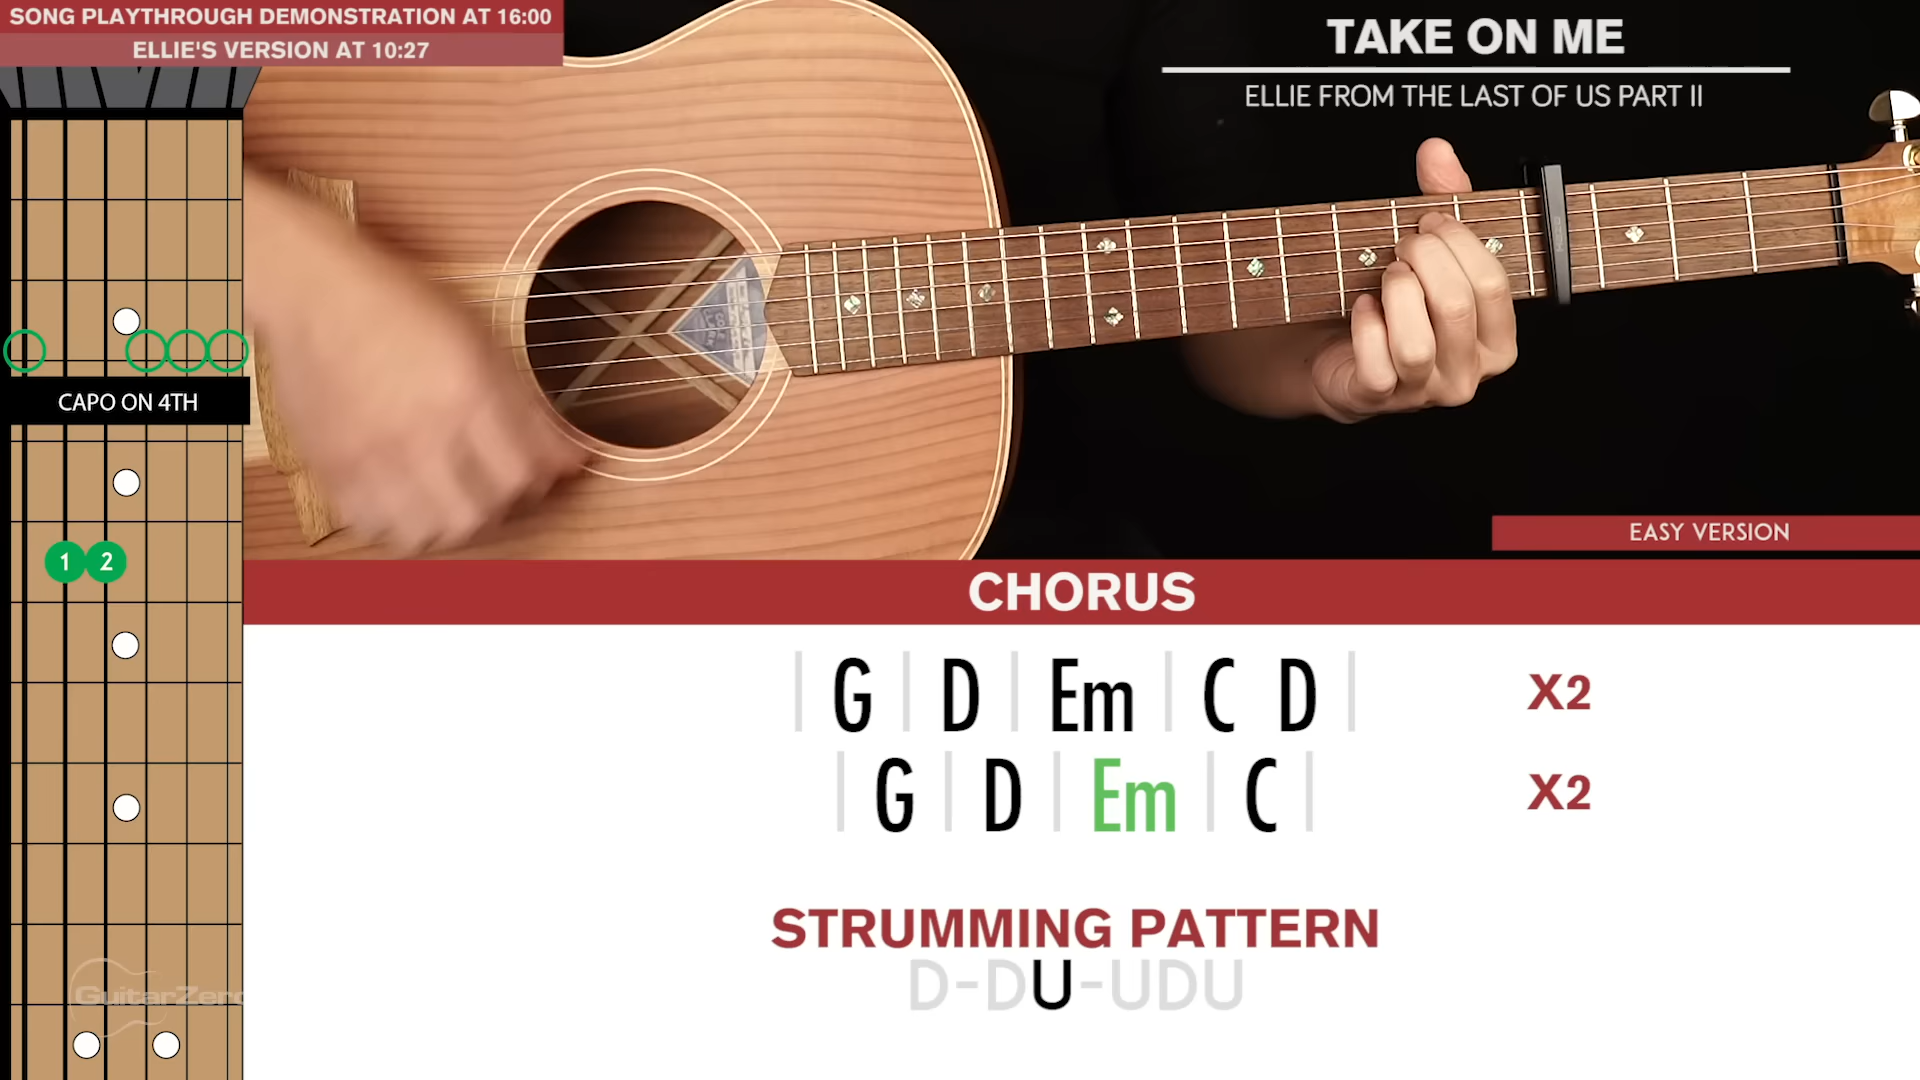 SONG PLAYTHROUGH DEMONSTRATION AT 16:00
ELLIE'S VERSION AT 10:27
TAKE ON ME
ELLIE FROM THE LAST OF US PART II
CAPO ON 4TH
1 2
EASY VERSION
CHORUS
| G | D | Em | C D | X2
| G | D | Em | C | X2
STRUMMING PATTERN
D-DU-UDU
GuitarZero